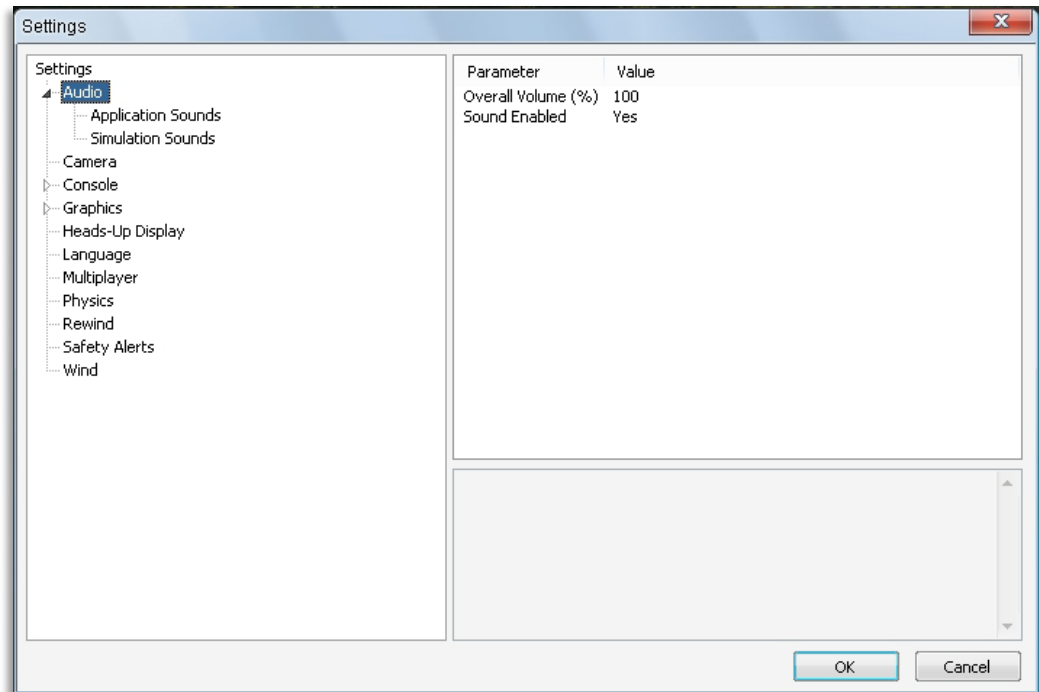 Settings
Settings
Audio
Application Sounds
Simulation Sounds
Camera
Console
Graphics
Heads-Up Display
Language
Multiplayer
Physics
Rewind
Safety Alerts
Wind
Parameter Value
Overall Volume (%) 100
Sound Enabled Yes
OK Cancel